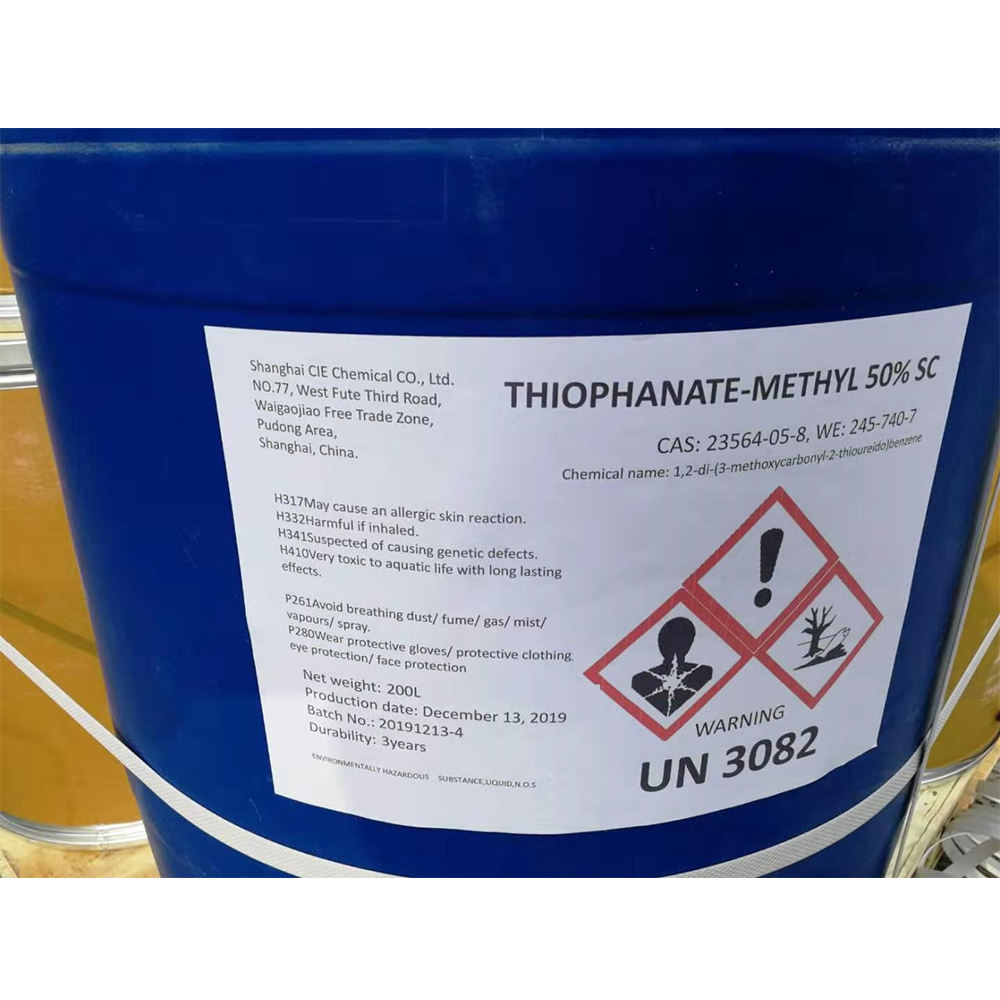 Shanghai CIE Chemical CO., Ltd.
NO.77, West Fute Third Road,
Waigaojiao Free Trade Zone,
Pudong Area,
Shanghai, China.
THIOPHANATE-METHYL 50% SC
CAS: 23564-05-8, WE: 245-740-7
Chemical name: 1,2-di-(3-methoxycarbonyl-2-thioureido)benzene
H317May cause an allergic skin reaction.
H332Harmful if inhaled.
H341Suspected of causing genetic defects.
H410Very toxic to aquatic life with long lasting
effects.
P261Avoid breathing dust/ fume/ gas/ mist/
vapours/ spray.
P280Wear protective gloves/ protective clothing
eye protection/ face protection
Net weight: 200L
Production date: December 13, 2019
Batch No.: 20191213-4
Durability: 3years
ENVIRONMENTALLY HAZARDOUS SUBSTANCE,LIQUID,N.O.S
WARNING
UN 3082